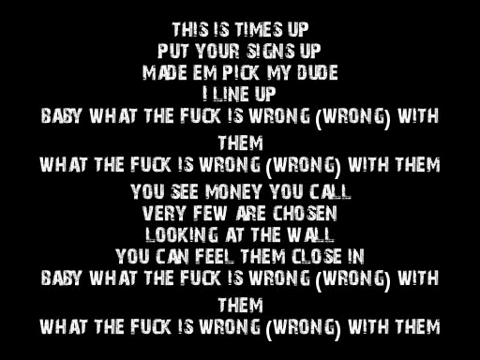 THIS IS TIMES UP
PUT YOUR SIGNS UP
MADE EM PICK MY DUDE
I LINE UP
BABY WHAT THE FUCK IS WRONG (WRONG) WITH
THEM
WHAT THE FUCK IS WRONG (WRONG) WITH THEM
YOU SEE MONEY YOU CALL
VERY FEW ARE CHOSEN
LOOKING AT THE WALL
YOU CAN FEEL THEM CLOSE IN
BABY WHAT THE FUCK IS WRONG (WRONG) WITH
THEM
WHAT THE FUCK IS WRONG (WRONG) WITH THEM